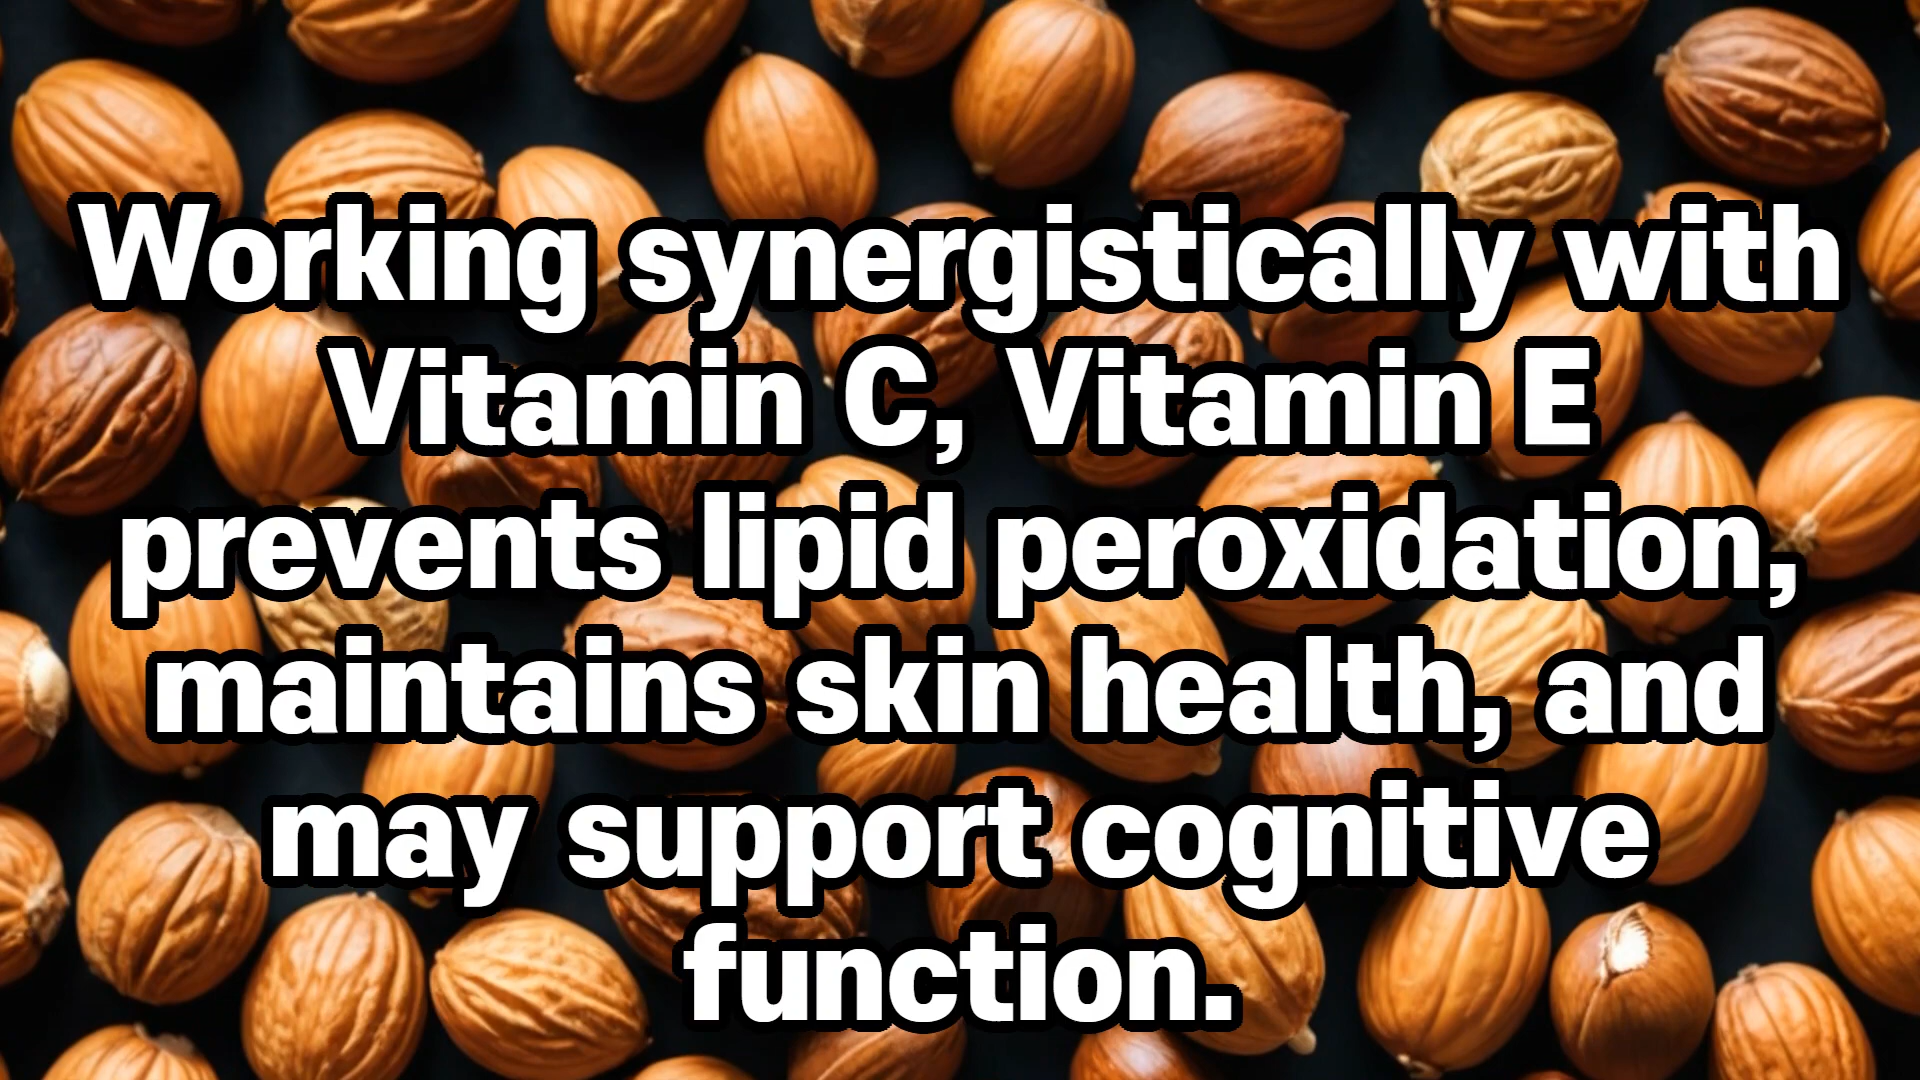 Working synergistically with
Vitamin C, Vitamin E
prevents lipid peroxidation,
maintains skin health, and
may support cognitive
function.